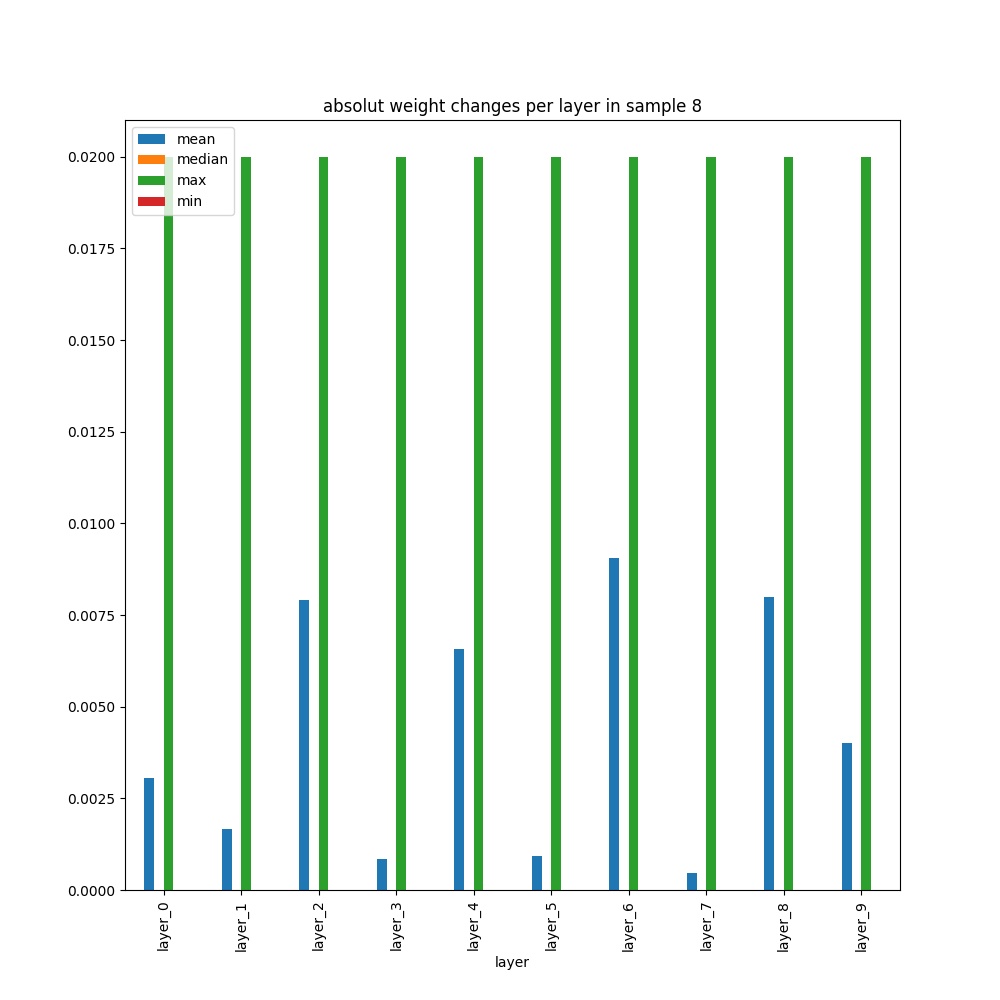 absolut weight changes per layer in sample 8
mean
median
max
min
0.0200
0.0175
0.0150
0.0125
0.0100
0.0075
0.0050
0.0025
0.0000
layer_0
layer_1
layer_2
layer_3
layer_4
layer_5
layer_6
layer_7
layer_8
layer_9
layer